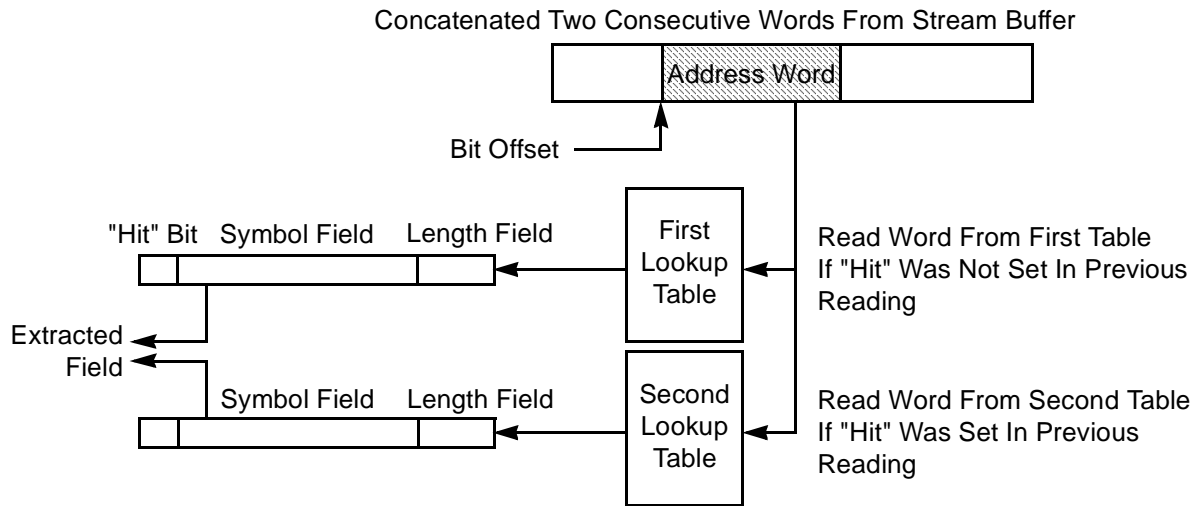 Concatenated Two Consecutive Words From Stream Buffer
Address Word
Bit Offset
"Hit" Bit Symbol Field Length Field
First
Lookup
Table
Read Word From First Table
If "Hit" Was Not Set In Previous
Reading
Extracted
Field
Symbol Field Length Field
Second
Lookup
Table
Read Word From Second Table
If "Hit" Was Set In Previous
Reading